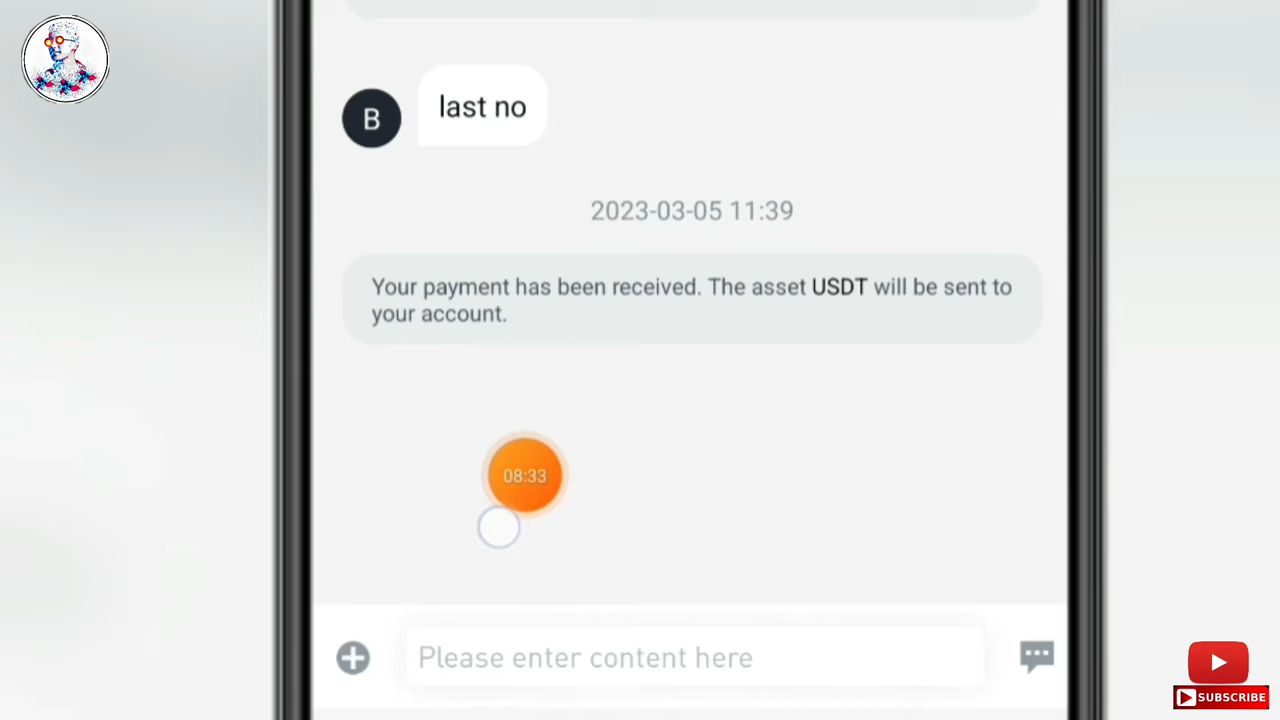 B
last no
2023-03-05 11:39
Your payment has been received. The asset USDT will be sent to
your account.
08:33
Please enter content here
SUBSCRIBE